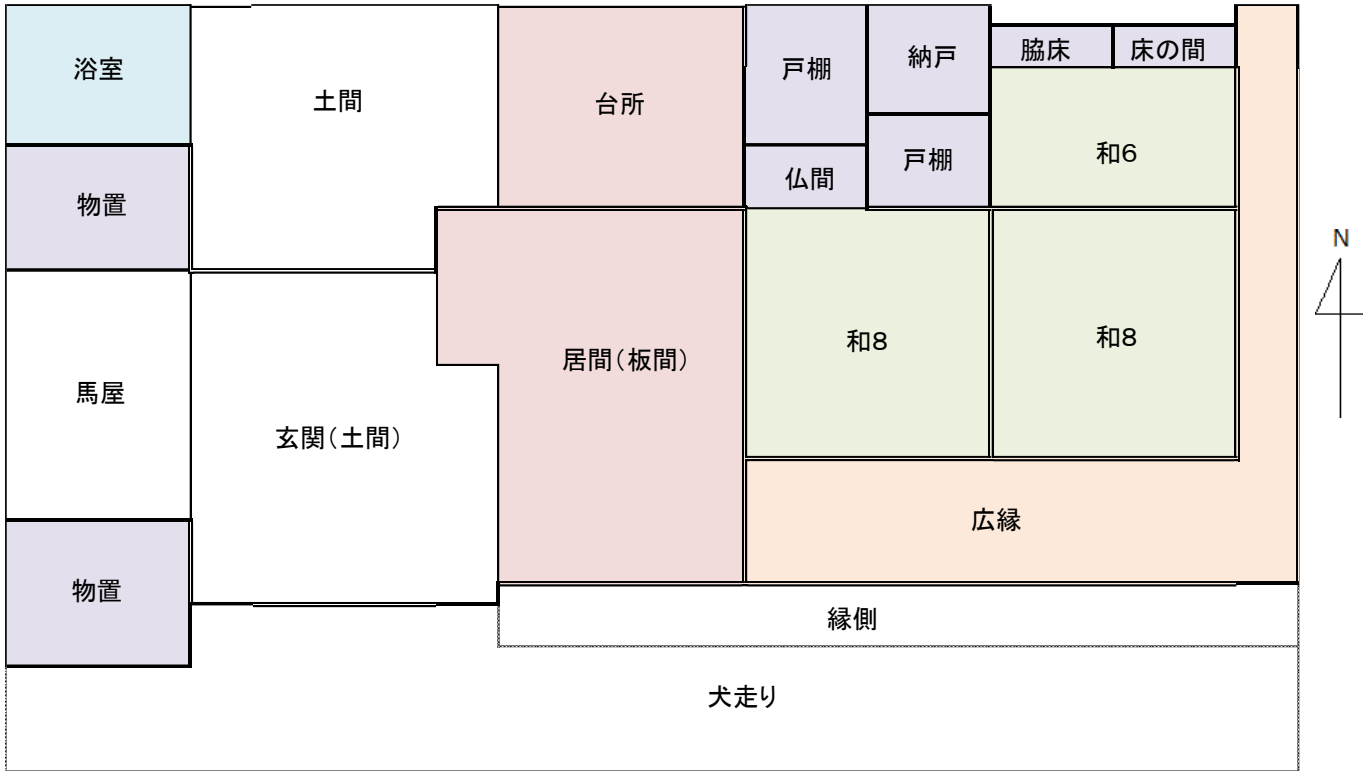 浴室
土間
台所
戸棚
納戸
脇床
床の間
物置
仏間
戸棚
和6
N
馬屋
玄関(土間)
居間(板間)
和8
和8
物置
広縁
縁側
犬走り